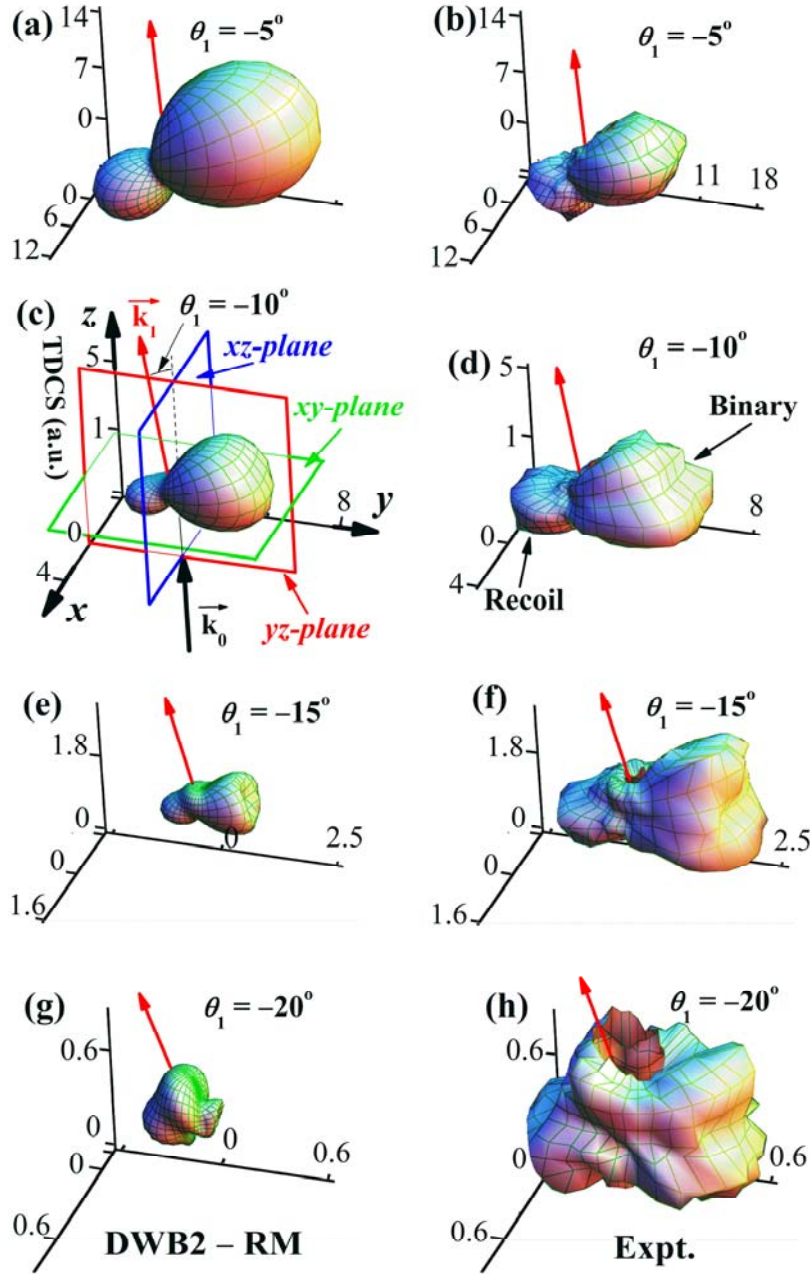 (a) θ₁ = –5°
14
7
0
0
6
12
(b) θ₁ = –5°
14
7
0
0
6
12
11
18
(c) z k₁ θ₁ = –10°
TDCS (a.u.)
xz-plane
xy-plane
5
1
0
4
8
y
x
k₀
yz-plane
(d) θ₁ = –10°
5
1
0
4
8
Binary
Recoil
(e) θ₁ = –15°
1.8
0
0
1.6
0
2.5
(f) θ₁ = –15°
1.8
0
0
1.6
2.5
(g) θ₁ = –20°
0.6
0
0
0.6
0
0.6
DWB2 – RM
(h) θ₁ = –20°
0.6
0
0.6
0.6
Expt.